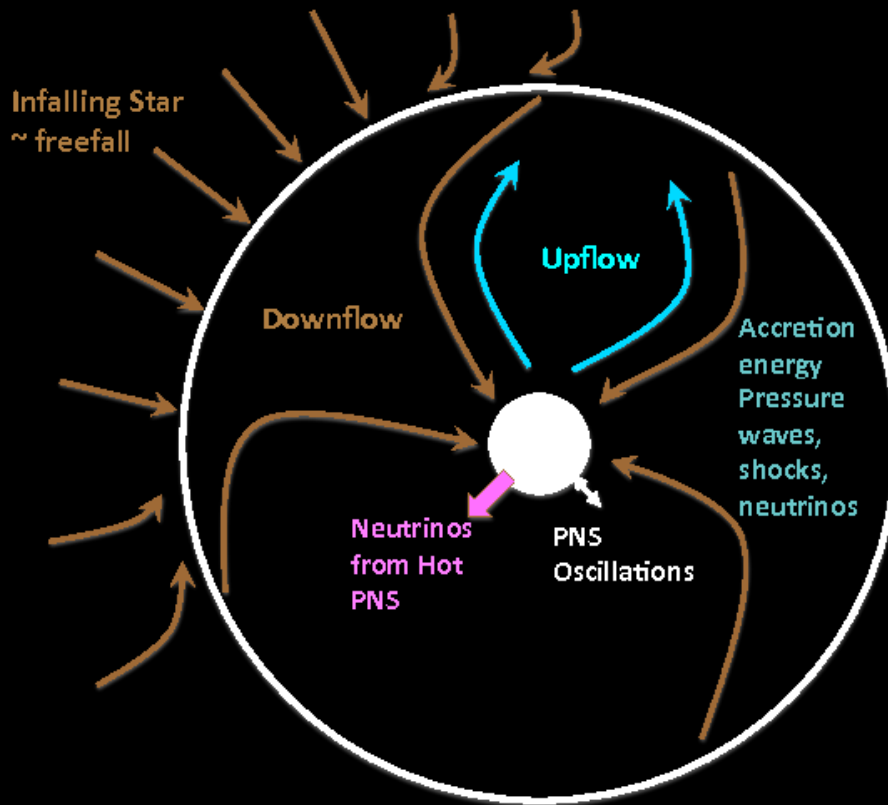 Infalling Star
~ freefall
Upflow
Downflow
Accretion
energy
Pressure
waves,
shocks,
neutrinos
Neutrinos
from Hot
PNS
PNS
Oscillations